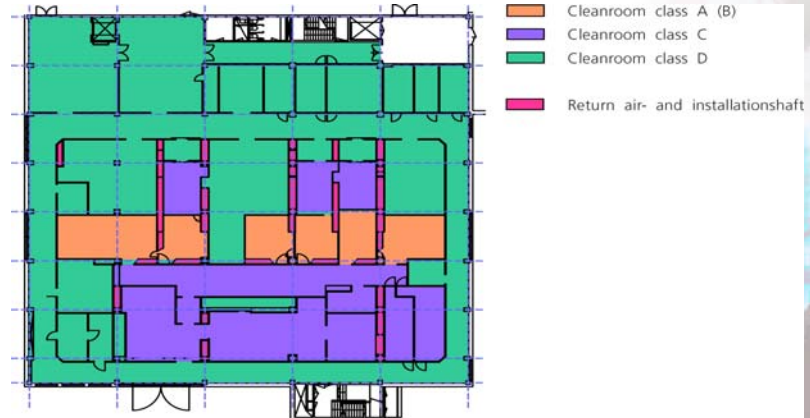 Cleanroom class A (B)
Cleanroom class C
Cleanroom class D
Return air- and installationshaft